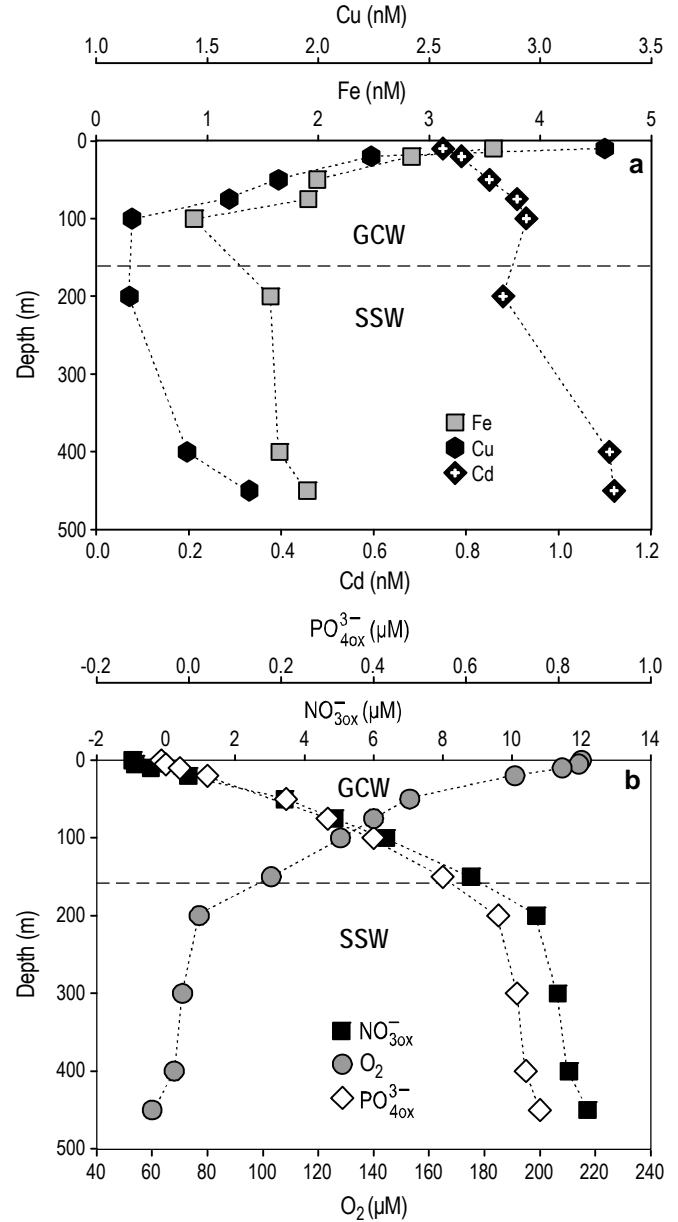 Cu (nM)
1.0 1.5 2.0 2.5 3.0 3.5
Fe (nM)
0 1 2 3 4 5
a
0
100
200
300
400
500
Depth (m)
GCW
SSW
Fe
Cu
Cd
0.0 0.2 0.4 0.6 0.8 1.0 1.2
Cd (nM)
PO₄ₒₓ³⁻ (µM)
-0.2 0.0 0.2 0.4 0.6 0.8 1.0
NO₃ₒₓ⁻ (µM)
-2 0 2 4 6 8 10 12 14
b
0
100
200
300
400
500
Depth (m)
GCW
SSW
NO₃ₒₓ⁻
O₂
PO₄ₒₓ³⁻
40 60 80 100 120 140 160 180 200 220 240
O₂ (µM)